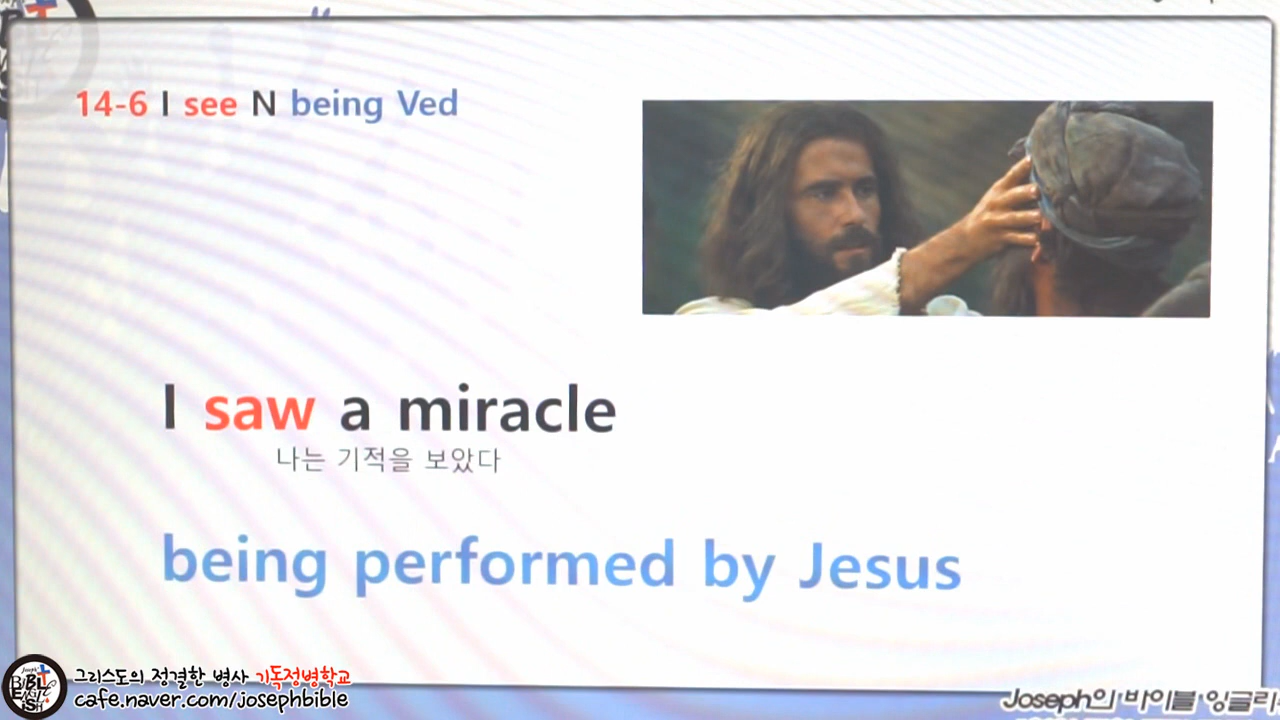 14-6 I see N being Ved
I saw a miracle
나는 기적을 보았다
being performed by Jesus
그리스도의 정결한 병사 기독정병학교
cafe.naver.com/josephbible
Joseph의 바이블 잉글리